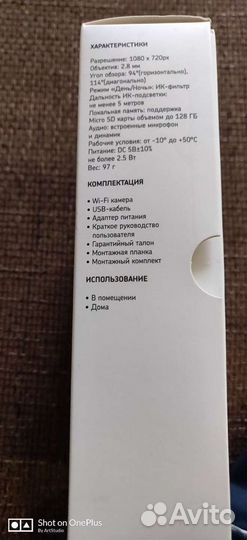 ХАРАКТЕРИСТИКИ
Разрешение: 1080 x 720px
Объектив: 2.8 мм
Угол обзора: 94°(горизонтально),
114°(диагонально)
Режим «День/Ночь»: ИК-фильтр
Дальность ИК-подсветки:
не менее 5 метров
Локальная память: поддержка
Micro SD карты объемом до 128 ГБ
Аудио: встроенные микрофон
и динамик
Рабочие условия: от -10° до +50°С
Питание: DC 5В±10%
не более 2.5 Вт
Вес: 97 г
КОМПЛЕКТАЦИЯ
• Wi-Fi камера
• USB-кабель
• Адаптер питания
• Краткое руководство
пользователя
• Гарантийный талон
• Монтажная планка
• Монтажный комплект
ИСПОЛЬЗОВАНИЕ
• В помещении
• Дома
Shot on OnePlus
By ArtStudio
Avito